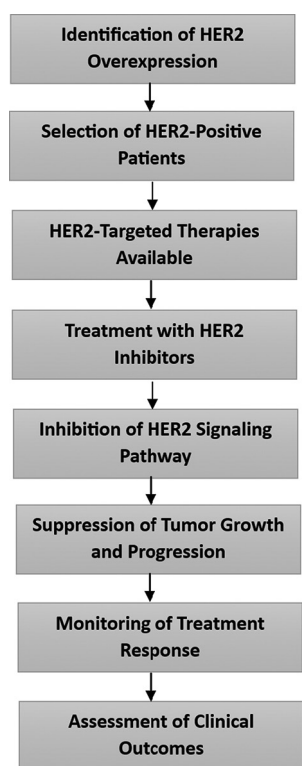 Identification of HER2
Overexpression
Selection of HER2-Positive
Patients
HER2-Targeted Therapies
Available
Treatment with HER2
Inhibitors
Inhibition of HER2 Signaling
Pathway
Suppression of Tumor Growth
and Progression
Monitoring of Treatment
Response
Assessment of Clinical
Outcomes